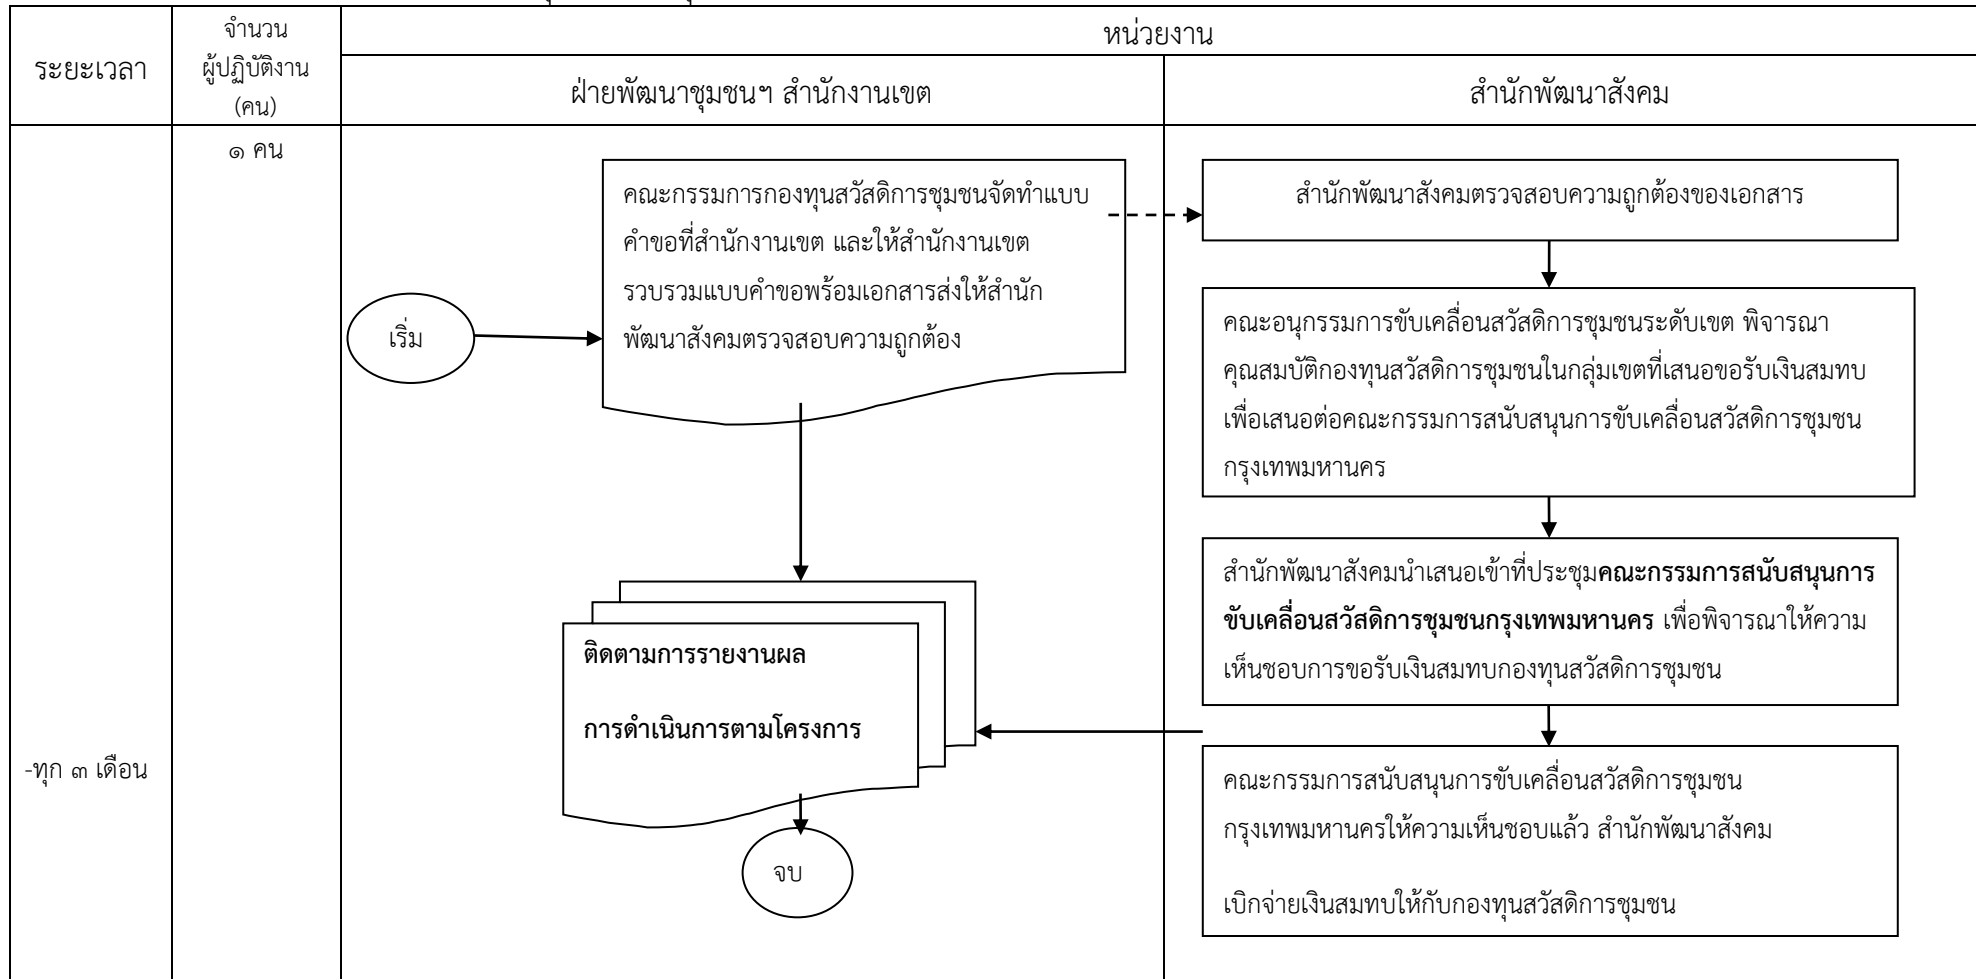 ระยะเวลา
จำนวน
ผู้ปฏิบัติงาน
(คน)
หน่วยงาน
ฝ่ายพัฒนาชุมชนฯ สำนักงานเขต
สำนักพัฒนาสังคม
๑ คน
คณะกรรมการกองทุนสวัสดิการชุมชนจัดทำแบบ
คำขอที่สำนักงานเขต และให้สำนักงานเขต
รวบรวมแบบคำขอพร้อมเอกสารส่งให้สำนัก
พัฒนาสังคมตรวจสอบความถูกต้อง
เริ่ม
สำนักพัฒนาสังคมตรวจสอบความถูกต้องของเอกสาร
คณะอนุกรรมการขับเคลื่อนสวัสดิการชุมชนระดับเขต พิจารณา
คุณสมบัติกองทุนสวัสดิการชุมชนในกลุ่มเขตที่เสนอขอรับเงินสมทบ
เพื่อเสนอต่อคณะกรรมการสนับสนุนการขับเคลื่อนสวัสดิการชุมชน
กรุงเทพมหานคร
สำนักพัฒนาสังคมนำเสนอเข้าที่ประชุมคณะกรรมการสนับสนุนการ
ขับเคลื่อนสวัสดิการชุมชนกรุงเทพมหานคร เพื่อพิจารณาให้ความ
เห็นชอบการขอรับเงินสมทบกองทุนสวัสดิการชุมชน
ติดตามการรายงานผล
การดำเนินการตามโครงการ
-ทุก ๓ เดือน
คณะกรรมการสนับสนุนการขับเคลื่อนสวัสดิการชุมชน
กรุงเทพมหานครให้ความเห็นชอบแล้ว สำนักพัฒนาสังคม
เบิกจ่ายเงินสมทบให้กับกองทุนสวัสดิการชุมชน
จบ